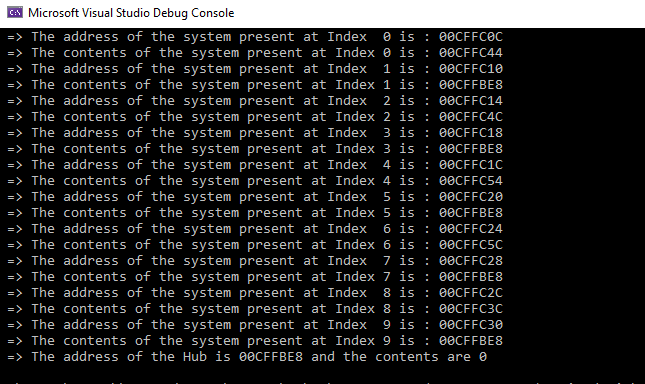 Microsoft Visual Studio Debug Console
=> The address of the system present at Index  0 is : 00CFFC0C
=> The contents of the system present at Index 0 is : 00CFFC44
=> The address of the system present at Index  1 is : 00CFFC10
=> The contents of the system present at Index 1 is : 00CFFBE8
=> The address of the system present at Index  2 is : 00CFFC14
=> The contents of the system present at Index 2 is : 00CFFC4C
=> The address of the system present at Index  3 is : 00CFFC18
=> The contents of the system present at Index 3 is : 00CFFBE8
=> The address of the system present at Index  4 is : 00CFFC1C
=> The contents of the system present at Index 4 is : 00CFFC54
=> The address of the system present at Index  5 is : 00CFFC20
=> The contents of the system present at Index 5 is : 00CFFBE8
=> The address of the system present at Index  6 is : 00CFFC24
=> The contents of the system present at Index 6 is : 00CFFC5C
=> The address of the system present at Index  7 is : 00CFFC28
=> The contents of the system present at Index 7 is : 00CFFBE8
=> The address of the system present at Index  8 is : 00CFFC2C
=> The contents of the system present at Index 8 is : 00CFFC3C
=> The address of the system present at Index  9 is : 00CFFC30
=> The contents of the system present at Index 9 is : 00CFFBE8
=> The address of the Hub is 00CFFBE8 and the contents are 0